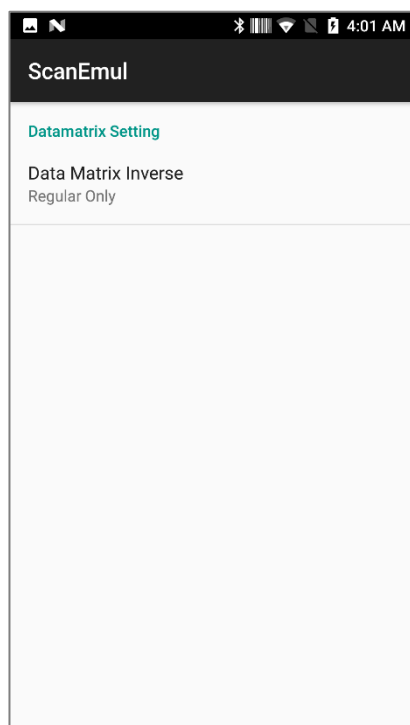 4:01 AM
ScanEmul
Datamatrix Setting
Data Matrix Inverse
Regular Only